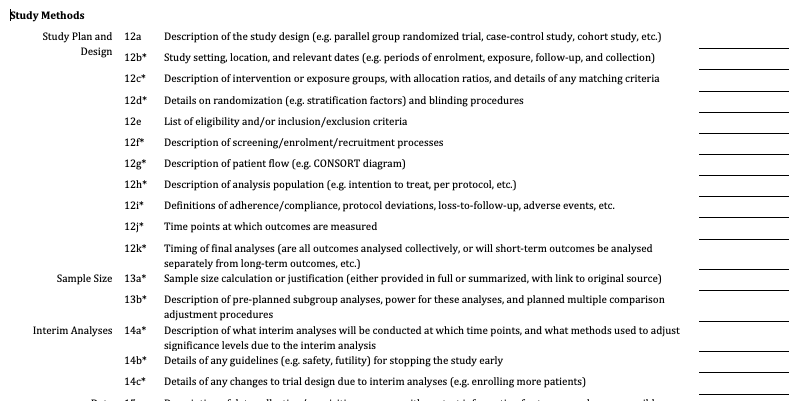 Study Methods
Study Plan and Design 12a Description of the study design (e.g. parallel group randomized trial, case-control study, cohort study, etc.)
12b* Study setting, location, and relevant dates (e.g. periods of enrolment, exposure, follow-up, and collection)
12c* Description of intervention or exposure groups, with allocation ratios, and details of any matching criteria
12d* Details on randomization (e.g. stratification factors) and blinding procedures
12e List of eligibility and/or inclusion/exclusion criteria
12f* Description of screening/enrolment/recruitment processes
12g* Description of patient flow (e.g. CONSORT diagram)
12h* Description of analysis population (e.g. intention to treat, per protocol, etc.)
12i* Definitions of adherence/compliance, protocol deviations, loss-to-follow-up, adverse events, etc.
12j* Time points at which outcomes are measured
12k* Timing of final analyses (are all outcomes analysed collectively, or will short-term outcomes be analysed
separately from long-term outcomes, etc.)
Sample Size 13a* Sample size calculation or justification (either provided in full or summarized, with link to original source)
13b* Description of pre-planned subgroup analyses, power for these analyses, and planned multiple comparison
adjustment procedures
Interim Analyses 14a* Description of what interim analyses will be conducted at which time points, and what methods used to adjust
significance levels due to the interim analysis
14b* Details of any guidelines (e.g. safety, futility) for stopping the study early
14c* Details of any changes to trial design due to interim analyses (e.g. enrolling more patients)